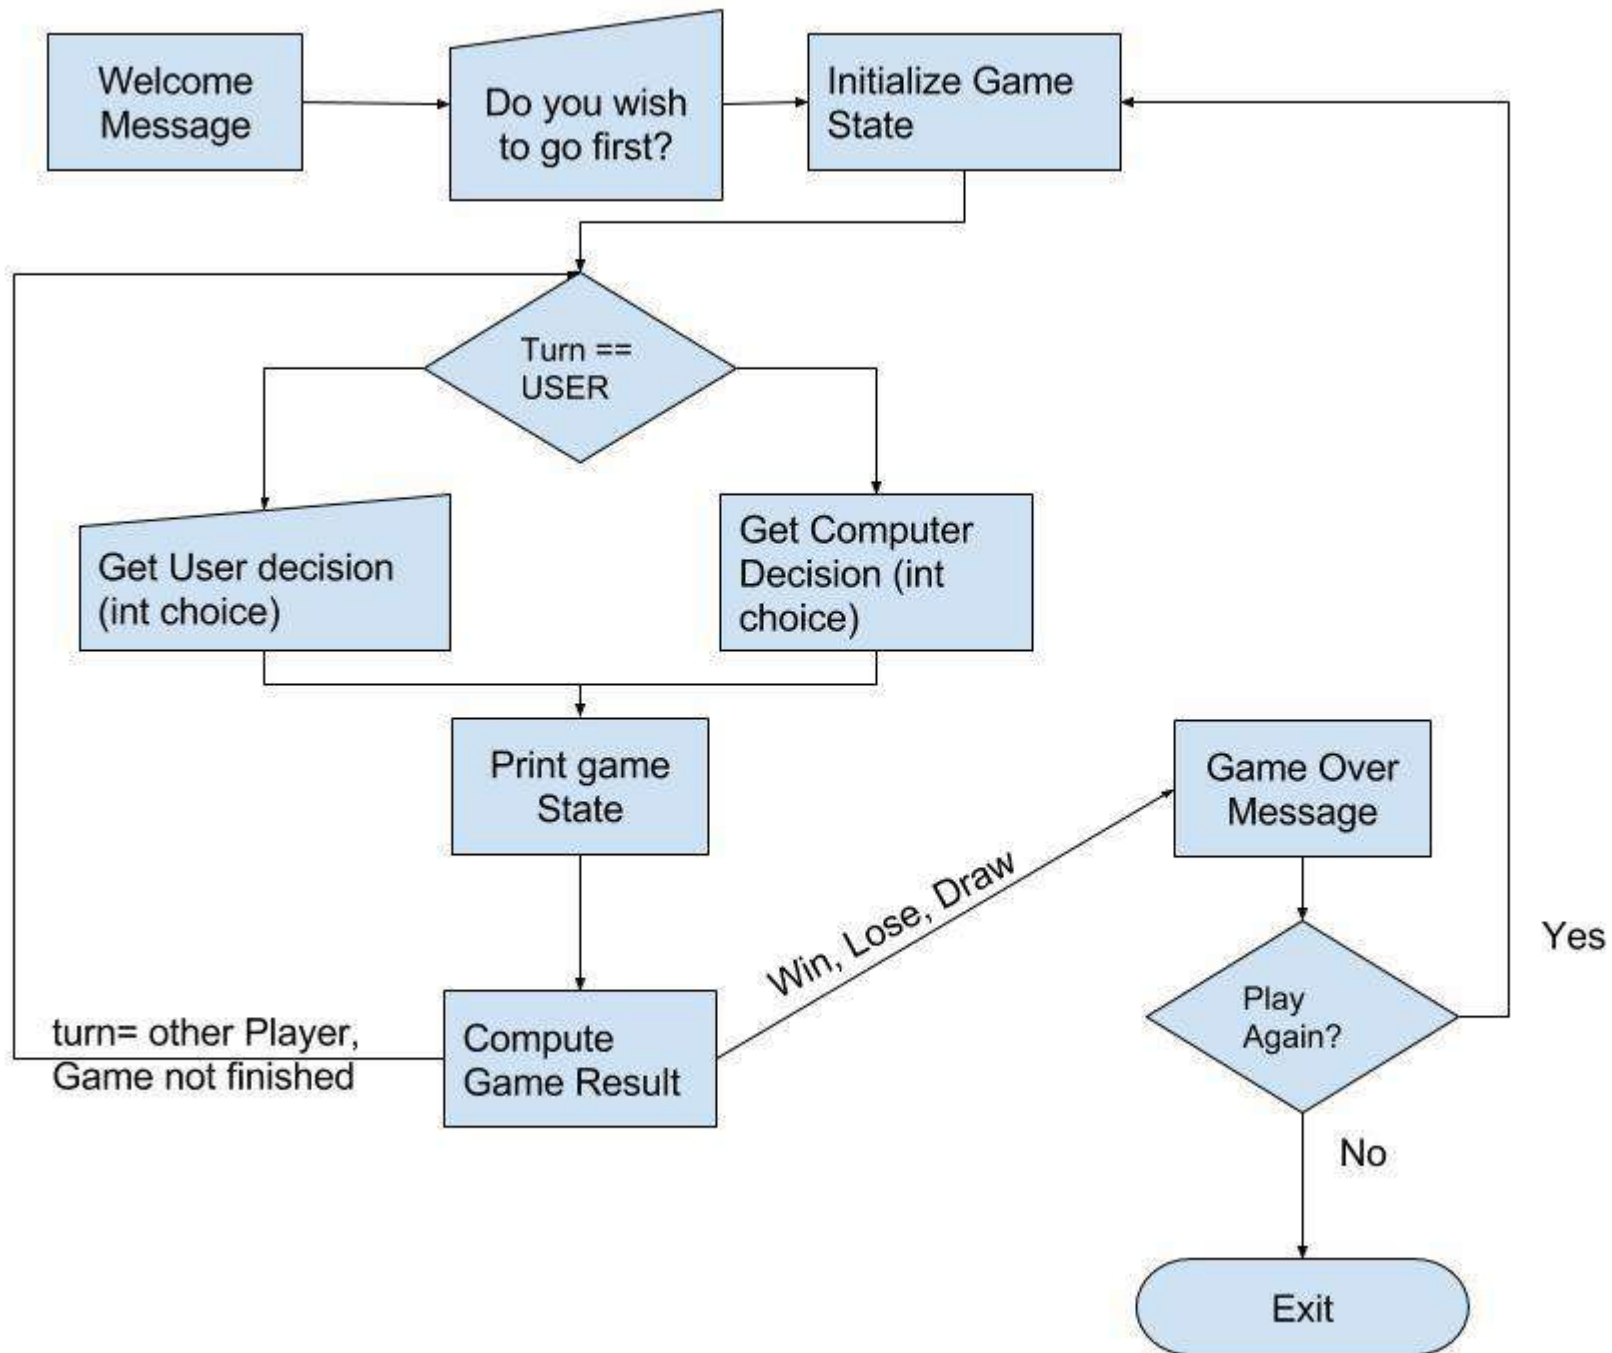 Welcome
Message
Do you wish
to go first?
Initialize Game
State
Turn ==
USER
Get User decision
(int choice)
Get Computer
Decision (int
choice)
Print game
State
Compute
Game Result
turn= other Player,
Game not finished
Win, Lose, Draw
Game Over
Message
Play
Again?
Yes
No
Exit